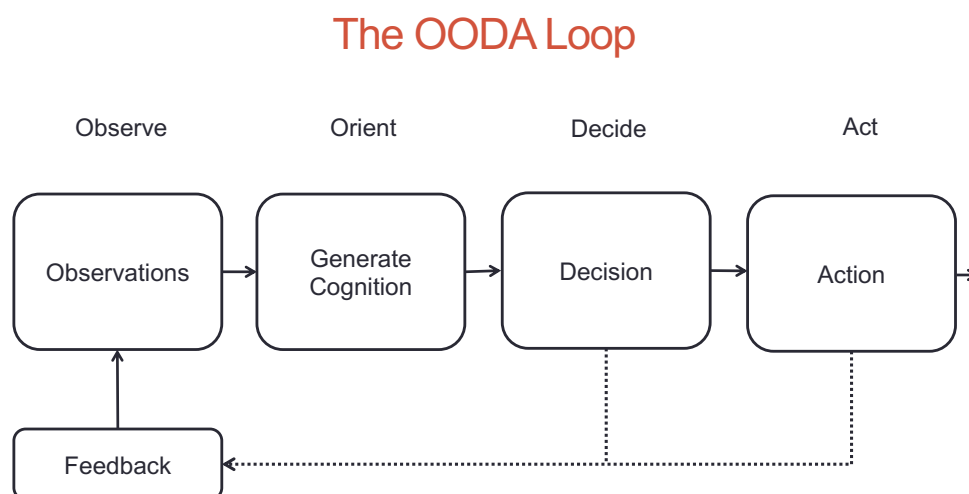 The OODA Loop
Observe
Orient
Decide
Act
Observations
Generate
Cognition
Decision
Action
Feedback